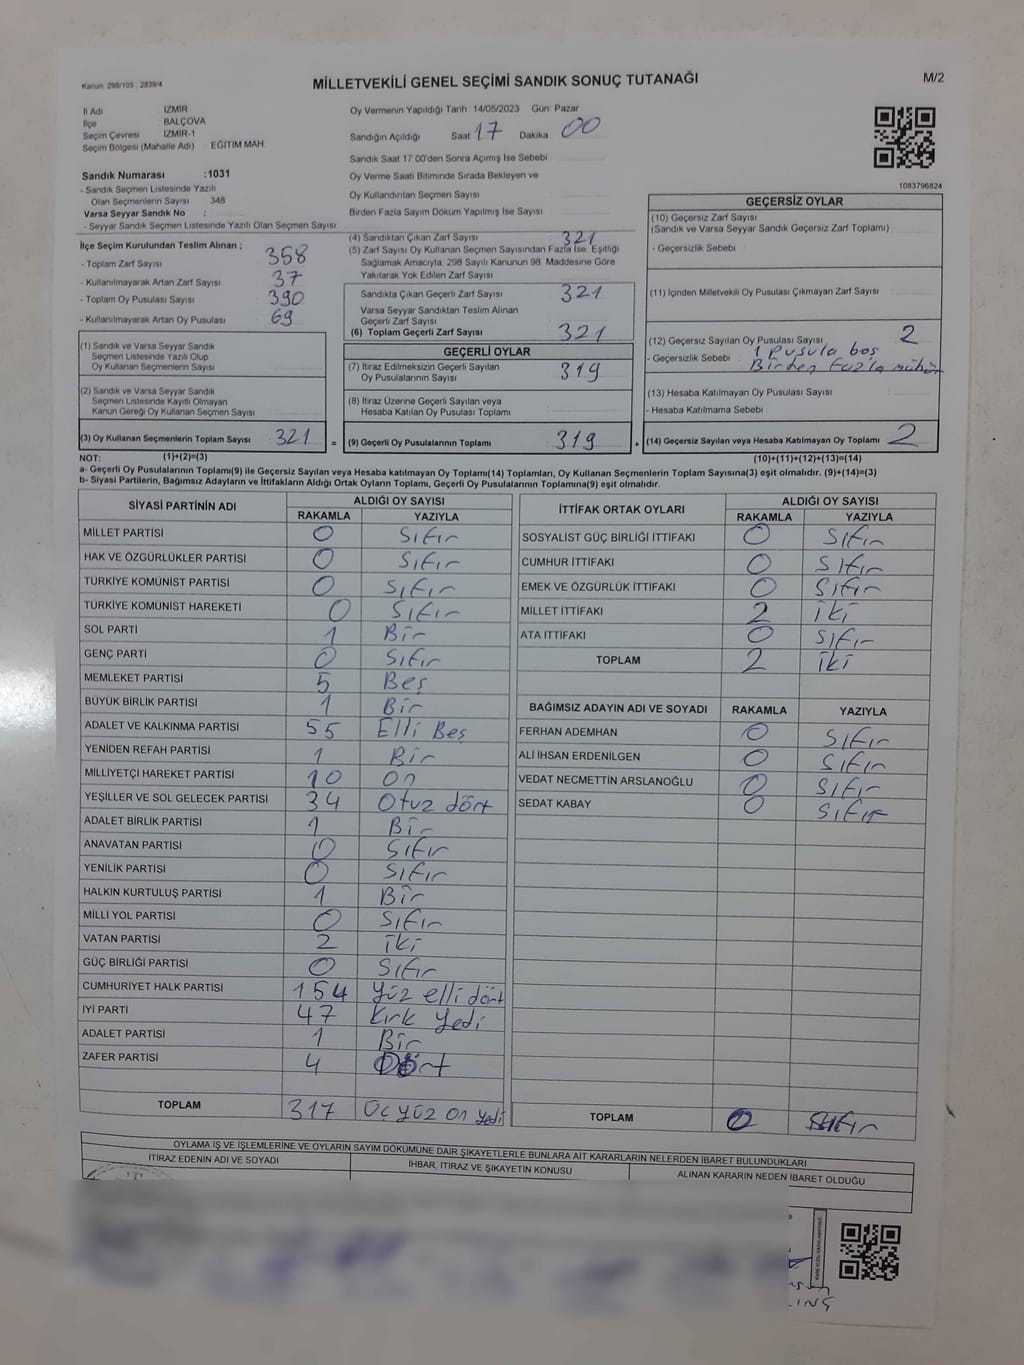 Kanun: 298/105 , 2839/4
MİLLETVEKİLİ GENEL SEÇİMİ SANDIK SONUÇ TUTANAĞI
M/2
İl Adı İZMİR
İlçe BALÇOVA
Seçim Çevresi İZMİR-1
Seçim Bölgesi (Mahalle Adı) EĞİTİM MAH.
Oy Vermenin Yapıldığı Tarih 14/05/2023 Gün Pazar
Sandığın Açıldığı Saat 17 Dakika 00
Sandık Saat 17:00'den Sonra Açımış İse Sebebi
Oy Verme Saati Bitiminde Sırada Bekleyen ve
Oy Kullandırılan Seçmen Sayısı
Birden Fazla Sayım Döküm Yapılmış İse Sayısı
1083796824
Sandık Numarası :1031
- Sandık Seçmen Listesinde Yazılı
Olan Seçmenlerin Sayısı 348
Varsa Seyyar Sandık No :
- Seyyar Sandık Seçmen Listesinde Yazılı Olan Seçmen Sayısı
İlçe Seçim Kurulundan Teslim Alınan ;
- Toplam Zarf Sayısı 358
- Kullanılmayarak Artan Zarf Sayısı 37
- Toplam Oy Pusulası Sayısı 390
- Kullanılmayarak Artan Oy Pusulası 69
(1) Sandık ve Varsa Seyyar Sandık
Seçmen Listesinde Yazılı Olup
Oy Kullanan Seçmenlerin Sayısı
(2) Sandık ve Varsa Seyyar Sandık
Seçmen Listesinde Kayıtlı Olmayan
Kanun Gereği Oy Kullanan Seçmen Sayısı
(3) Oy Kullanan Seçmenlerin Toplam Sayısı 321 =
(4) Sandıktan Çıkan Zarf Sayısı 321
(5) Zarf Sayısı Oy Kullanan Seçmen Sayısından Fazla İse, Eşitliği
Sağlamak Amacıyla, 298 Sayılı Kanunun 98. Maddesine Göre
Yakılarak Yok Edilen Zarf Sayısı
Sandıkta Çıkan Geçerli Zarf Sayısı 321
Varsa Seyyar Sandıktan Teslim Alınan
Geçerli Zarf Sayısı
(6) Toplam Geçerli Zarf Sayısı 321
GEÇERLİ OYLAR
(7) İtiraz Edilmeksizin Geçerli Sayılan
Oy Pusulalarının Sayısı 319
(8) İtiraz Üzerine Geçerli Sayılan veya
Hesaba Katılan Oy Pusulası Toplamı
(9) Geçerli Oy Pusulalarının Toplamı 319 +
GEÇERSİZ OYLAR
(10) Geçersiz Zarf Sayısı
(Sandık ve Varsa Seyyar Sandık Geçersiz Zarf Toplamı)
- Geçersizlik Sebebi
(11) İçinden Milletvekili Oy Pusulası Çıkmayan Zarf Sayısı
(12) Geçersiz Sayılan Oy Pusulası Sayısı 2
- Geçersizlik Sebebi : 1 Pusula boş
Birden Fazla mühür
(13) Hesaba Katılmayan Oy Pusulası Sayısı
- Hesaba Katılmama Sebebi
(14) Geçersiz Sayılan veya Hesaba Katılmayan Oy Toplamı 2
NOT: (1)+(2)=(3) (10)+(11)+(12)+(13)=(14)
a- Geçerli Oy Pusulalarının Toplamı(9) ile Geçersiz Sayılan veya Hesaba katılmayan Oy Toplamı(14) Toplamları, Oy Kullanan Seçmenlerin Toplam Sayısına(3) eşit olmalıdır. (9)+(14)=(3)
b- Siyasi Partilerin, Bağımsız Adayların ve İttifakların Aldığı Ortak Oyların Toplamı, Geçerli Oy Pusulalarının Toplamına(9) eşit olmalıdır.
SİYASİ PARTİNİN ADI ALDIĞI OY SAYISI
RAKAMLA YAZIYLA
MİLLET PARTİSİ 0 Sıfır
HAK VE ÖZGÜRLÜKLER PARTİSİ 0 Sıfır
TÜRKİYE KOMÜNİST PARTİSİ 0 Sıfır
TÜRKİYE KOMÜNİST HAREKETİ 0 Sıfır
SOL PARTİ 1 Bir
GENÇ PARTİ 0 Sıfır
MEMLEKET PARTİSİ 5 Beş
BÜYÜK BİRLİK PARTİSİ 1 Bir
ADALET VE KALKINMA PARTİSİ 55 Elli Beş
YENİDEN REFAH PARTİSİ 1 Bir
MİLLİYETÇİ HAREKET PARTİSİ 10 On
YEŞİLLER VE SOL GELECEK PARTİSİ 34 Otuz dört
ADALET BİRLİK PARTİSİ 1 Bir
ANAVATAN PARTİSİ 0 Sıfır
YENİLİK PARTİSİ 0 Sıfır
HALKIN KURTULUŞ PARTİSİ 1 Bir
MİLLİ YOL PARTİSİ 0 Sıfır
VATAN PARTİSİ 2 iki
GÜÇ BİRLİĞİ PARTİSİ 0 Sıfır
CUMHURİYET HALK PARTİSİ 154 yüz elli dört
İYİ PARTİ 47 Kırk yedi
ADALET PARTİSİ 1 Bir
ZAFER PARTİSİ 4 Dört
TOPLAM 317 Üç yüz On yedi
İTTİFAK ORTAK OYLARI ALDIĞI OY SAYISI
RAKAMLA YAZIYLA
SOSYALİST GÜÇ BİRLİĞİ İTTİFAKI 0 Sıfır
CUMHUR İTTİFAKI 0 Sıfır
EMEK VE ÖZGÜRLÜK İTTİFAKI 0 Sıfır
MİLLET İTTİFAKI 2 iki
ATA İTTİFAKI 0 Sıfır
TOPLAM 2 iki
BAĞIMSIZ ADAYIN ADI VE SOYADI RAKAMLA YAZIYLA
FERHAN ADEMHAN 0 Sıfır
ALİ İHSAN ERDENİLGEN 0 Sıfır
VEDAT NECMETTİN ARSLANOĞLU 0 Sıfır
SEDAT KABAY 0 Sıfır
TOPLAM 0 Sıfır
OYLAMA İŞ VE İŞLEMLERİNE VE OYLARIN SAYIM DÖKÜMÜNE DAİR ŞİKAYETLERLE BUNLARA AİT KARARLARIN NELERDEN İBARET BULUNDUKLARI
İTİRAZ EDENİN ADI VE SOYADI İHBAR, İTİRAZ VE ŞİKAYETİN KONUSU ALINAN KARARIN NEDEN İBARET OLDUĞU